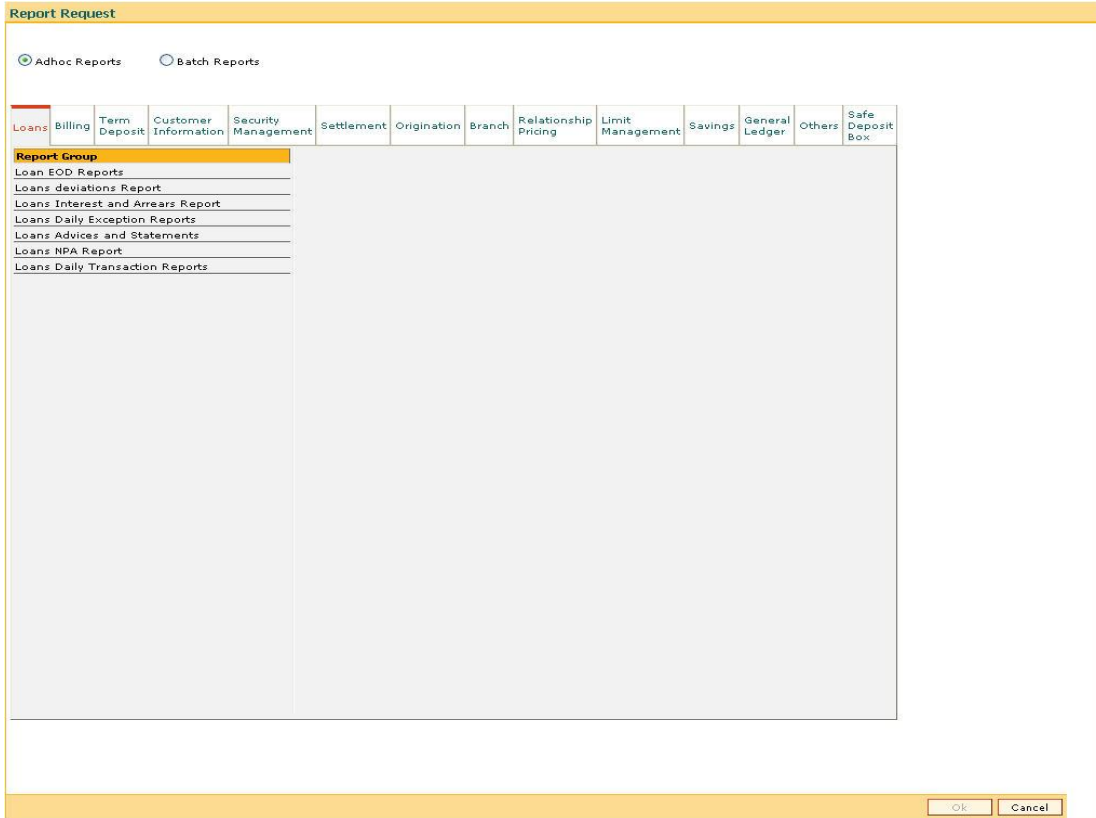 Report Request
Adhoc Reports
Batch Reports
Loans
Billing
Term
Deposit
Customer
Information
Security
Management
Settlement
Origination
Branch
Relationship
Pricing
Limit
Management
Savings
General
Ledger
Others
Safe
Deposit
Box
Report Group
Loan EOD Reports
Loans deviations Report
Loans Interest and Arrears Report
Loans Daily Exception Reports
Loans Advices and Statements
Loans NPA Report
Loans Daily Transaction Reports
Ok
Cancel